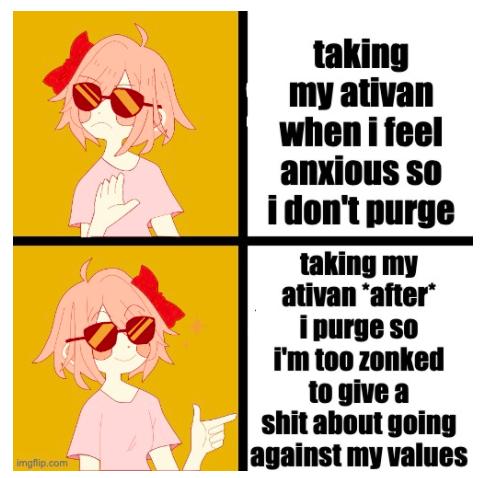 taking
my ativan
when i feel
anxious so
i don't purge
taking my
ativan *after*
i purge so
i'm too zonked
to give a
shit about going
against my values
imgflip.com